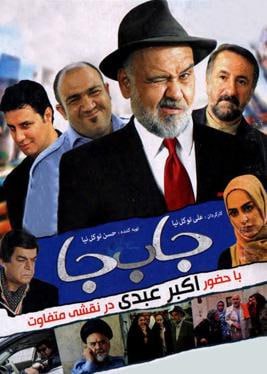 کارگردان: علی توکل نیا
تهیه کننده: حسن توکل نیا
جابجا
با حضور اکبر عبدی در نقشی متفاوت